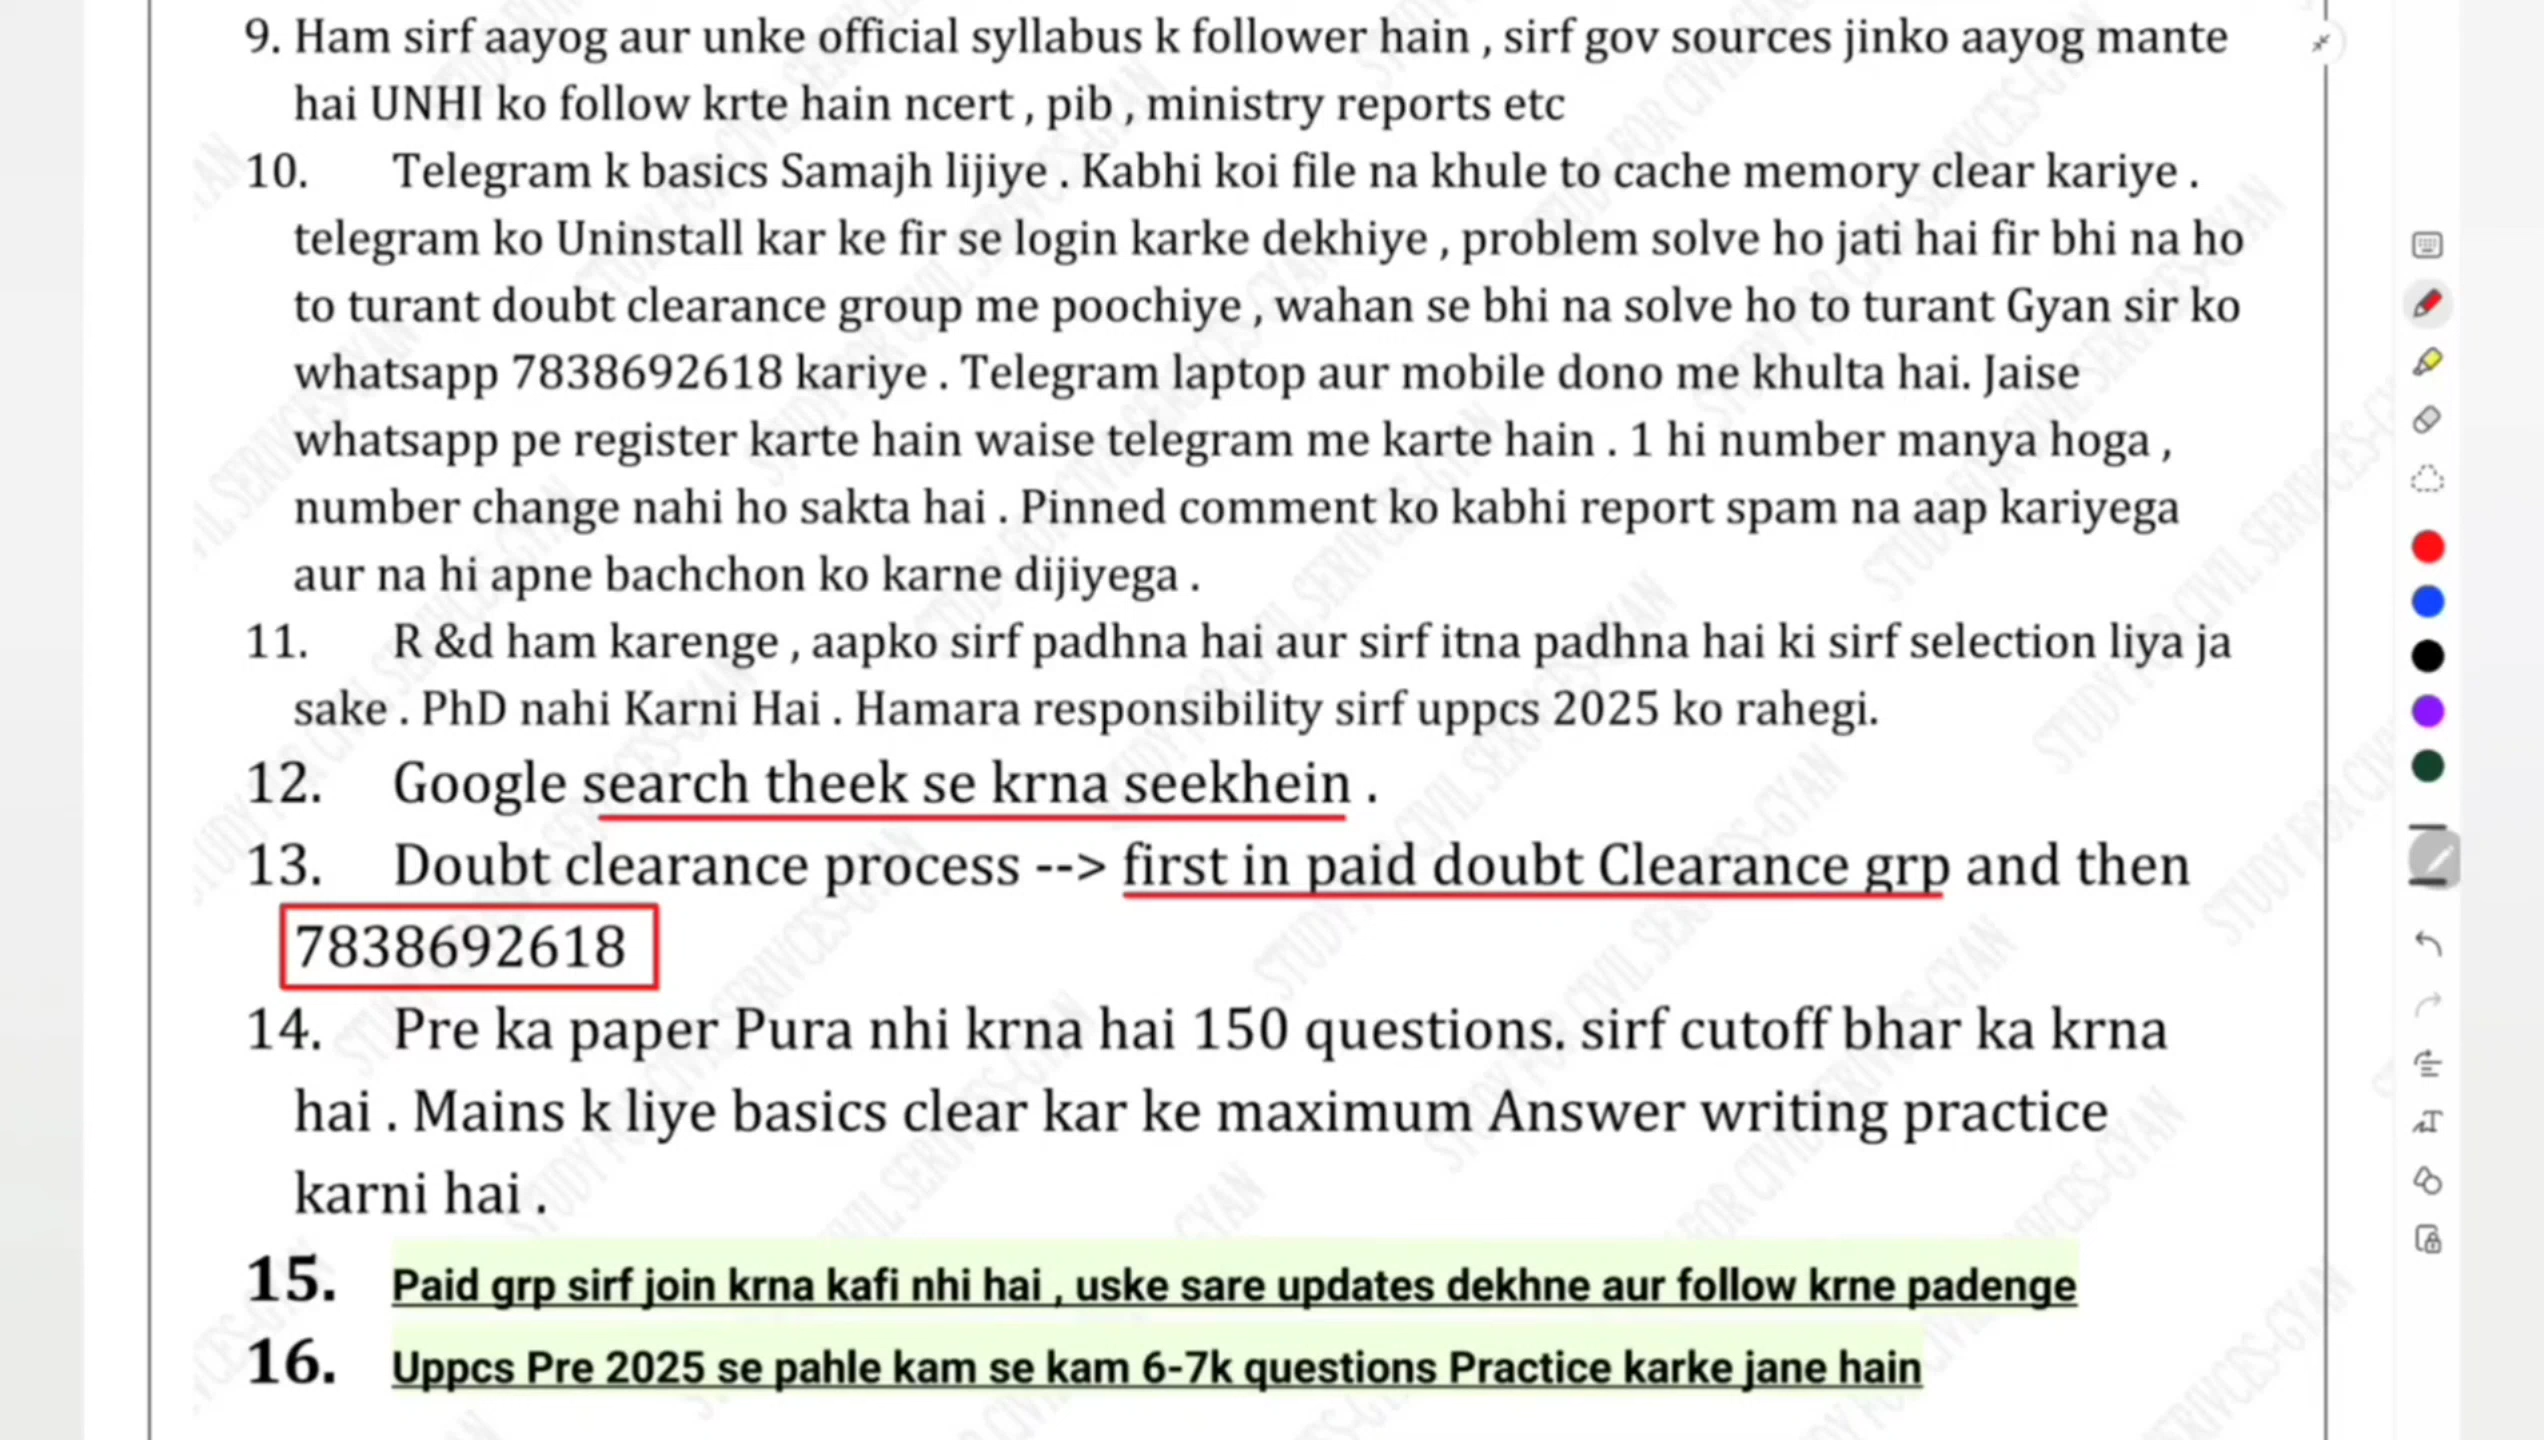 9. Ham sirf aayog aur unke official syllabus k follower hain , sirf gov sources jinko aayog mante
hai UNHI ko follow krte hain ncert , pib , ministry reports etc
10. Telegram k basics Samajh lijiye . Kabhi koi file na khule to cache memory clear kariye .
telegram ko Uninstall kar ke fir se login karke dekhiye , problem solve ho jati hai fir bhi na ho
to turant doubt clearance group me poochiye , wahan se bhi na solve ho to turant Gyan sir ko
whatsapp 7838692618 kariye . Telegram laptop aur mobile dono me khulta hai. Jaise
whatsapp pe register karte hain waise telegram me karte hain . 1 hi number manya hoga ,
number change nahi ho sakta hai . Pinned comment ko kabhi report spam na aap kariyega
aur na hi apne bachchon ko karne dijiyega .
11. R &d ham karenge , aapko sirf padhna hai aur sirf itna padhna hai ki sirf selection liya ja
sake . PhD nahi Karni Hai . Hamara responsibility sirf uppcs 2025 ko rahegi.
12. Google search theek se krna seekhein .
13. Doubt clearance process --> first in paid doubt Clearance grp and then
7838692618
14. Pre ka paper Pura nhi krna hai 150 questions. sirf cutoff bhar ka krna
hai . Mains k liye basics clear kar ke maximum Answer writing practice
karni hai .
15. Paid grp sirf join krna kafi nhi hai , uske sare updates dekhne aur follow krne padenge
16. Uppcs Pre 2025 se pahle kam se kam 6-7k questions Practice karke jane hain
STUDY FOR CIVIL SERIVCES-GYAN